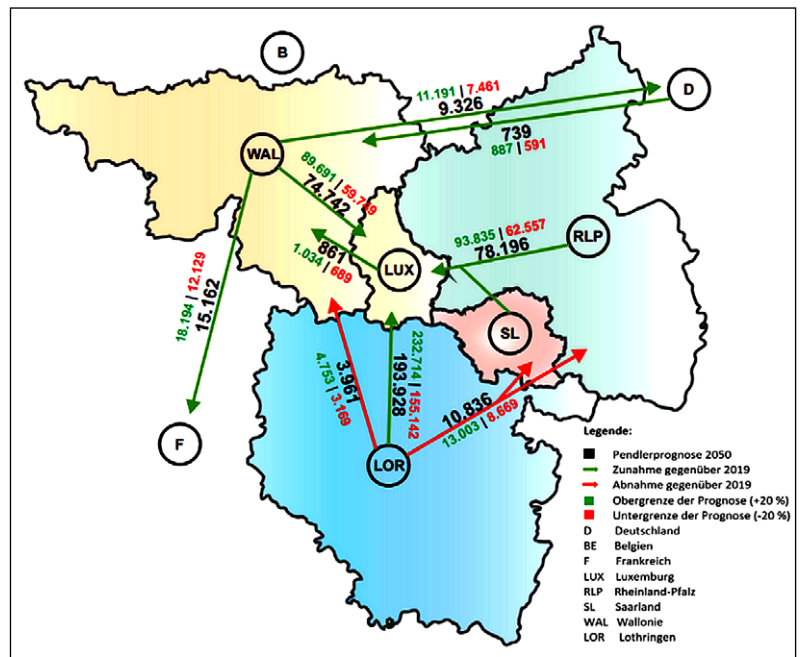 B
D
11.191 | 7.461
9.326
739
887 | 591
WAL
89.691 | 59.749
74.742
RLP
93.835 | 62.557
78.196
861
1.034 | 689
LUX
18.194 | 12.129
15.162
SL
3.961
4.753 | 3.169
232.714 | 155.142
193.928
10.836
13.003 | 8.669
F
LOR
Legende:
Pendlerprognose 2050
Zunahme gegenüber 2019
Abnahme gegenüber 2019
Obergrenze der Prognose (+20 %)
Untergrenze der Prognose (-20 %)
D Deutschland
BE Belgien
F Frankreich
LUX Luxemburg
RLP Rheinland-Pfalz
SL Saarland
WAL Wallonie
LOR Lothringen